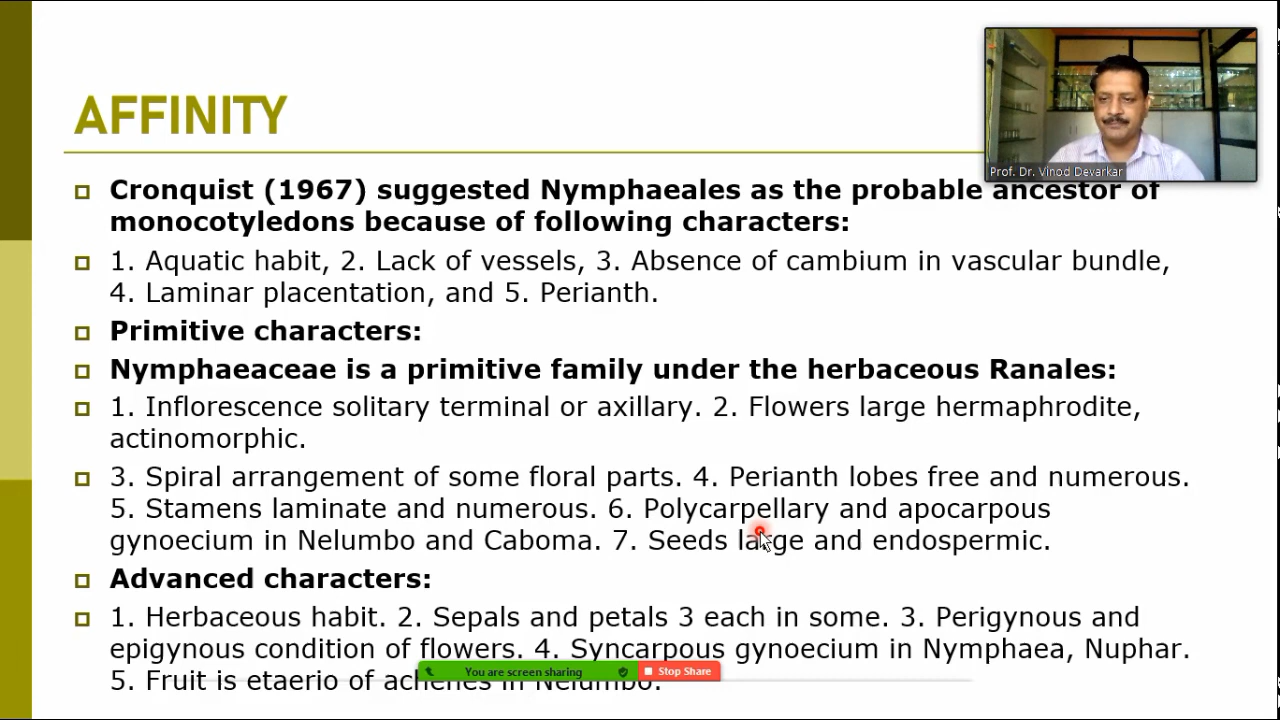 AFFINITY
Prof. Dr. Vinod Devarkar
Cronquist (1967) suggested Nymphaeales as the probable ancestor of
monocotyledons because of following characters:
1. Aquatic habit, 2. Lack of vessels, 3. Absence of cambium in vascular bundle,
4. Laminar placentation, and 5. Perianth.
Primitive characters:
Nymphaeaceae is a primitive family under the herbaceous Ranales:
1. Inflorescence solitary terminal or axillary. 2. Flowers large hermaphrodite,
actinomorphic.
3. Spiral arrangement of some floral parts. 4. Perianth lobes free and numerous.
5. Stamens laminate and numerous. 6. Polycarpellary and apocarpous
gynoecium in Nelumbo and Caboma. 7. Seeds large and endospermic.
Advanced characters:
1. Herbaceous habit. 2. Sepals and petals 3 each in some. 3. Perigynous and
epigynous condition of flowers. 4. Syncarpous gynoecium in Nymphaea, Nuphar.
You are screen sharing Stop Share
5. Fruit is etaerio of achenes in Nelumbo.